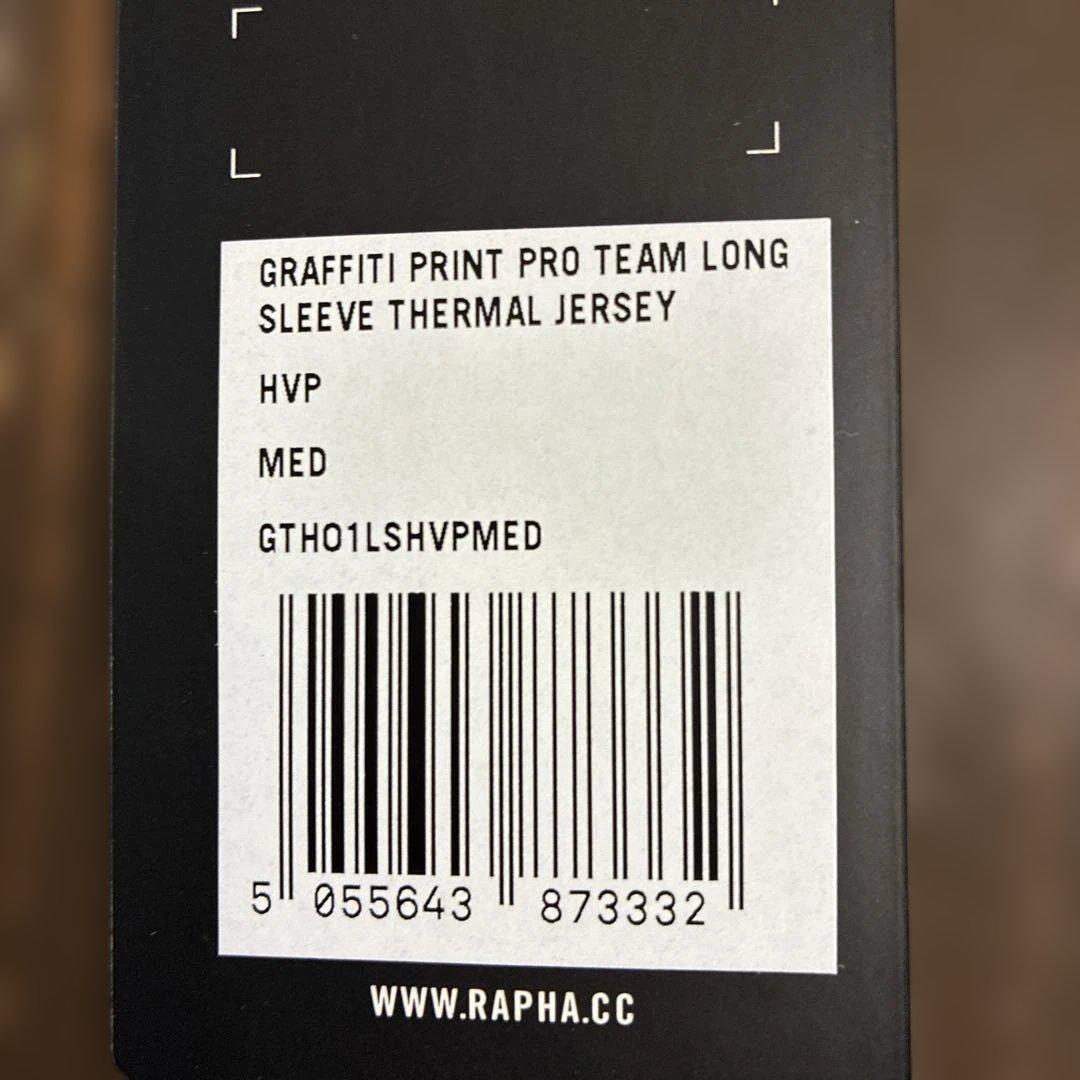 GRAFFITI PRINT PRO TEAM LONG
SLEEVE THERMAL JERSEY
HVP
MED
GTH01LSHVPMED
5 055643 873332
WWW.RAPHA.CC